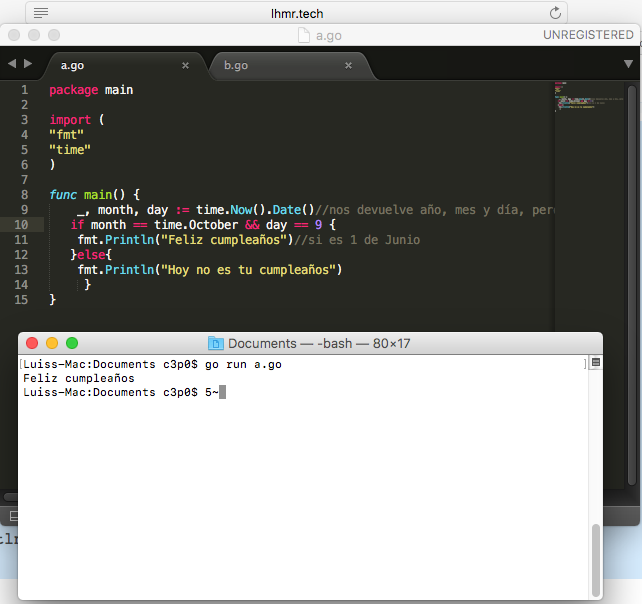 lhmr.tech
a.go
UNREGISTERED
a.go × b.go ×
1 package main
2
3 import (
4 "fmt"
5 "time"
6 )
7
8 func main() {
9 _, month, day := time.Now().Date()//nos devuelve año, mes y día, per
10 if month == time.October && day == 9 {
11 fmt.Println("Feliz cumpleaños")//si es 1 de Junio
12 }else{
13 fmt.Println("Hoy no es tu cumpleaños")
14 }
15 }
Documents — -bash — 80×17
[Luiss-Mac:Documents c3p0$ go run a.go ]
Feliz cumpleaños
Luiss-Mac:Documents c3p0$ 5~